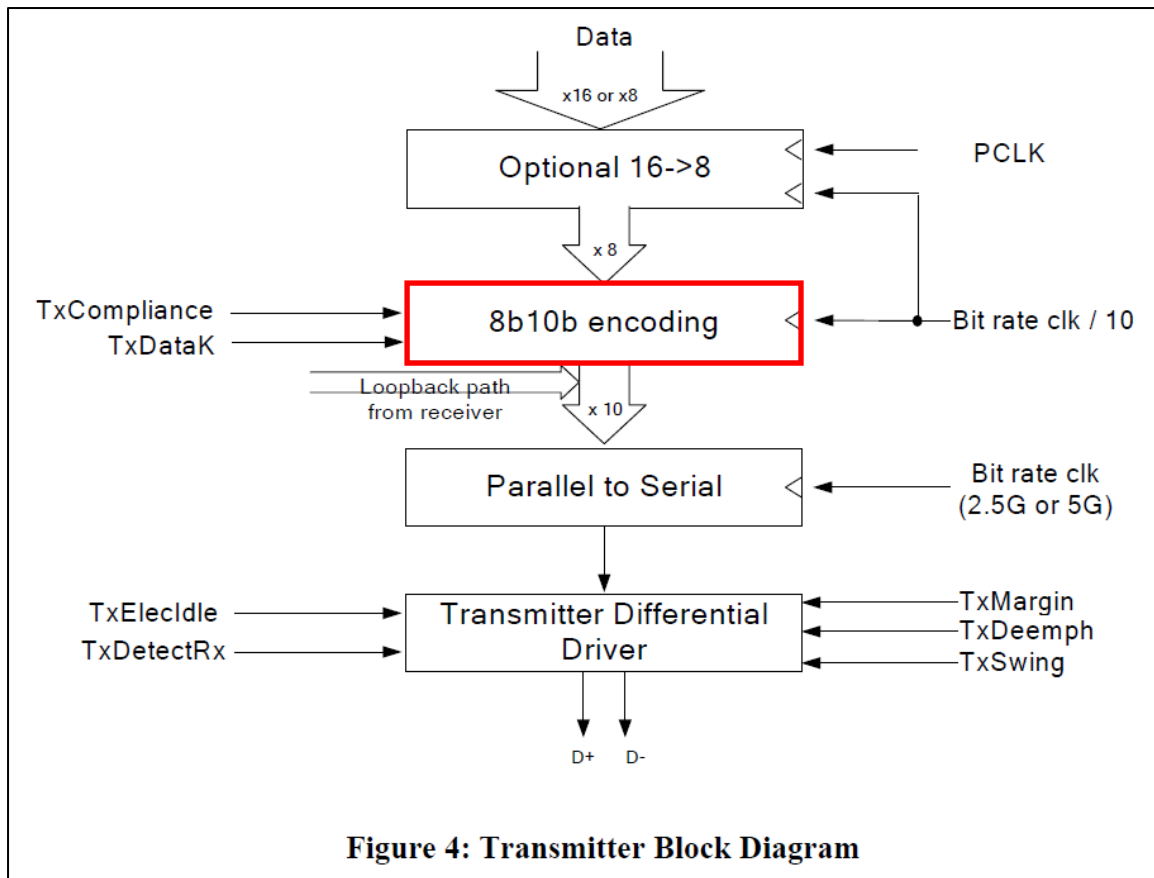 Data
x16 or x8
Optional 16->8
PCLK
x 8
TxCompliance
TxDataK
8b10b encoding
Bit rate clk / 10
Loopback path
from receiver
x 10
Parallel to Serial
Bit rate clk
(2.5G or 5G)
TxElecIdle
TxDetectRx
Transmitter Differential
Driver
TxMargin
TxDeemph
TxSwing
D+ D-
Figure 4: Transmitter Block Diagram